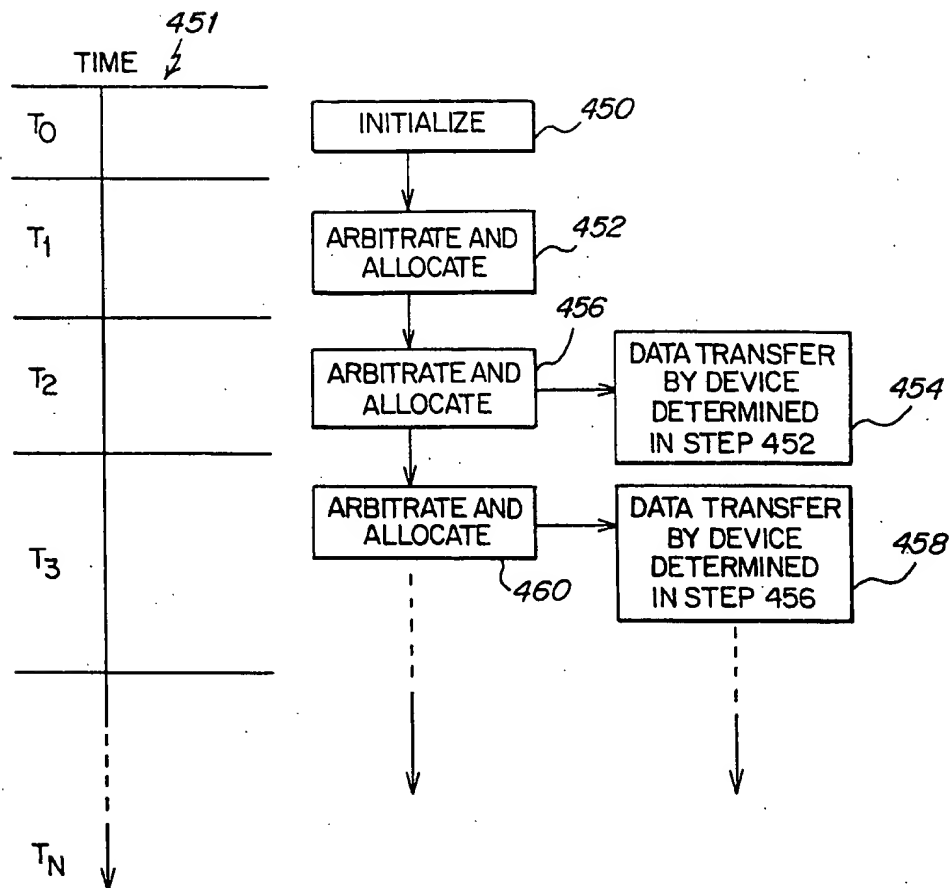 451
TIME
T0
INITIALIZE
450
T1
ARBITRATE AND
ALLOCATE
452
T2
ARBITRATE AND
ALLOCATE
456
DATA TRANSFER
BY DEVICE
DETERMINED
IN STEP 452
454
T3
ARBITRATE AND
ALLOCATE
460
DATA TRANSFER
BY DEVICE
DETERMINED
IN STEP 456
458
TN